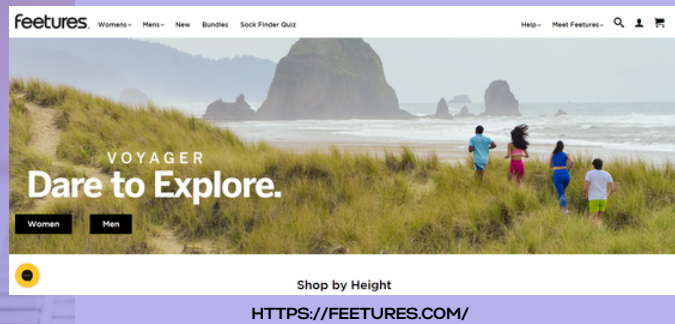 feetures
Womens Mens New Bundles Sock Finder Quiz Help Meet Feetures
VOYAGER
Dare to Explore.
Women Men
Shop by Height
HTTPS://FEETURES.COM/